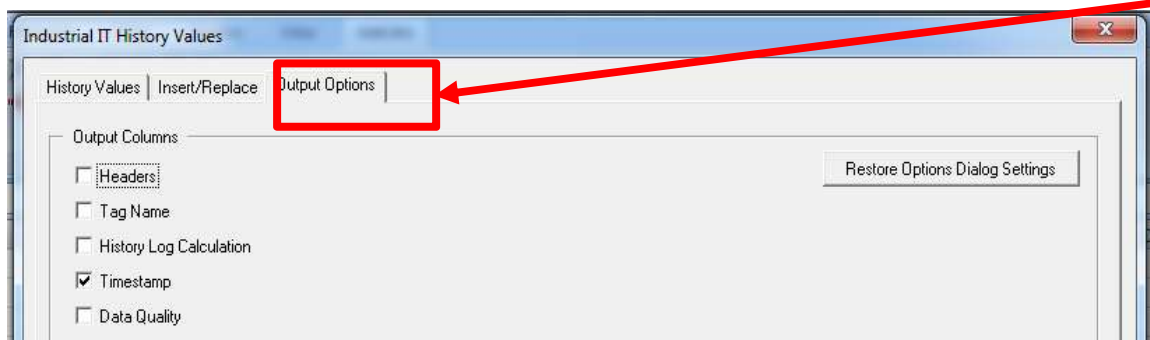 Industrial IT History Values
History Values Insert/Replace Output Options
Output Columns
Restore Options Dialog Settings
Headers
Tag Name
History Log Calculation
Timestamp
Data Quality